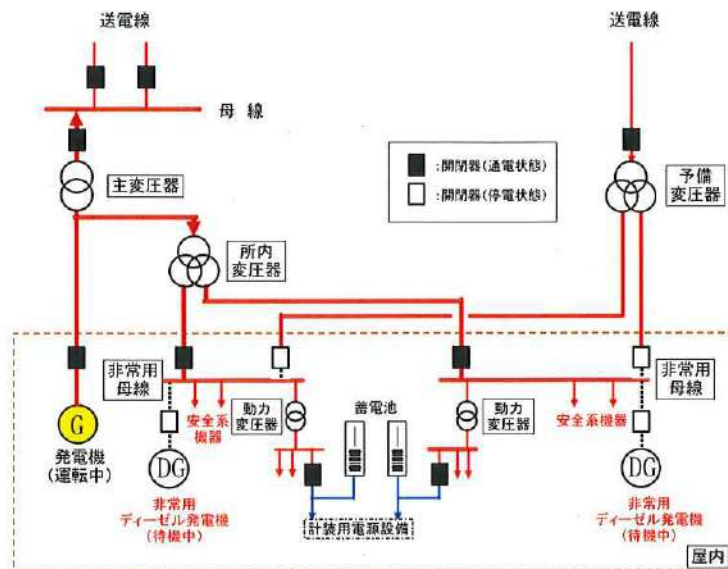 送電線
送電線
母 線
:開閉器(通電状態)
:開閉器(停電状態)
主変圧器
予備
変圧器
所内
変圧器
非常用
母線
非常用
母線
安全系
機器
動力
変圧器
蓄電池
動力
変圧器
安全系機器
G
発電機
(運転中)
DG
DG
非常用
ディーゼル発電機
(待機中)
計装用電源設備
非常用
ディーゼル発電機
(待機中)
屋内